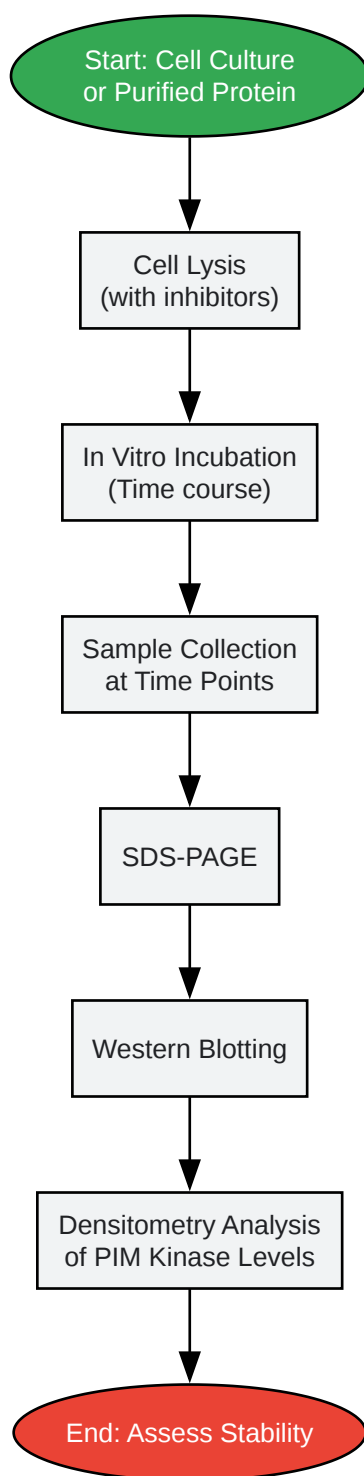 Start: Cell Culture
or Purified Protein
Cell Lysis
(with inhibitors)
In Vitro Incubation
(Time course)
Sample Collection
at Time Points
SDS-PAGE
Western Blotting
Densitometry Analysis
of PIM Kinase Levels
End: Assess Stability